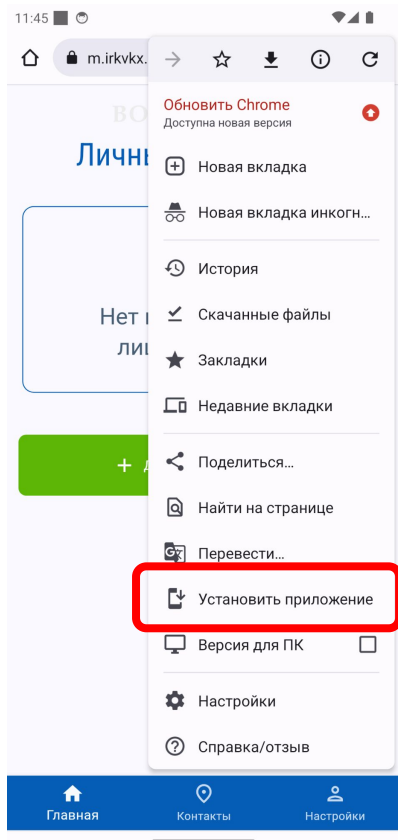 11:45
m.irkvkx.
Обновить Chrome
Доступна новая версия
Личн
Новая вкладка
Новая вкладка инкогн...
История
Нет
Скачанные файлы
Закладки
Недавние вкладки
+
Поделиться...
Найти на странице
Перевести...
Установить приложение
Версия для ПК
Настройки
Справка/отзыв
Главная
Контакты
Настройки